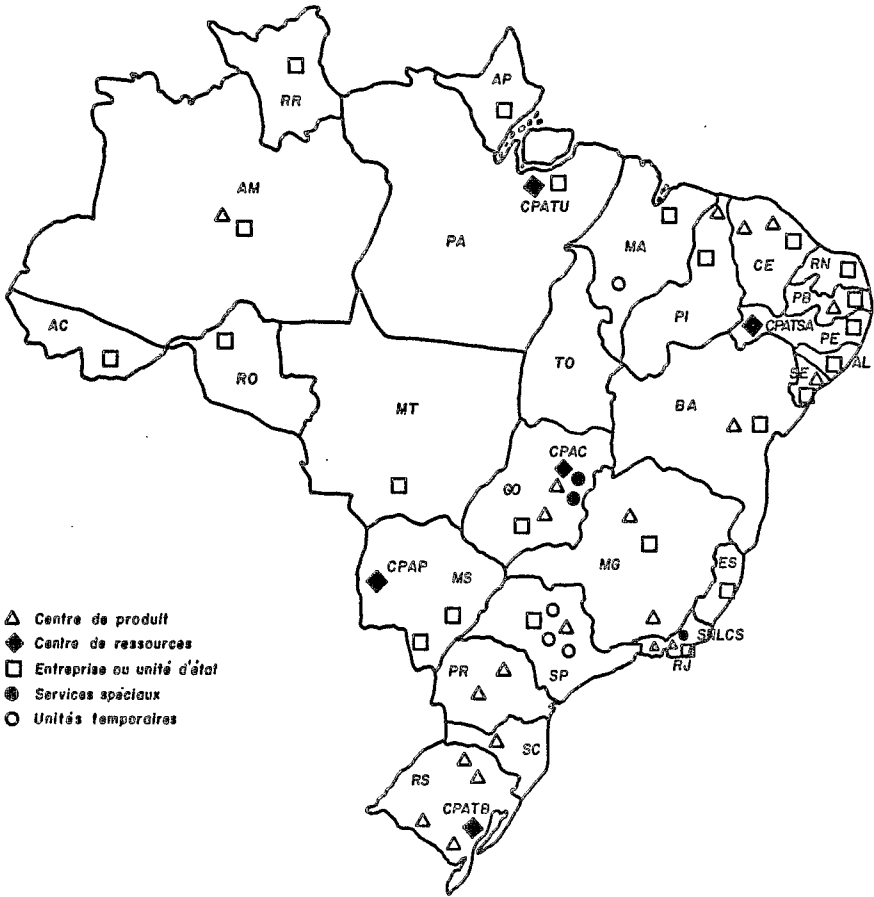 AP
RR
AM
CPATU
PA
MA
CE
RN
PB
AC
PI
CPATSA
PE
RO
TO
SE
AL
MT
BA
CPAC
GO
CPAP
MS
MG
ES
SNLCS
RJ
PR
SP
SC
RS
CPATB
Centre de produit
Centre de ressources
Entreprise ou unité d'état
Services spéciaux
Unités temporaires